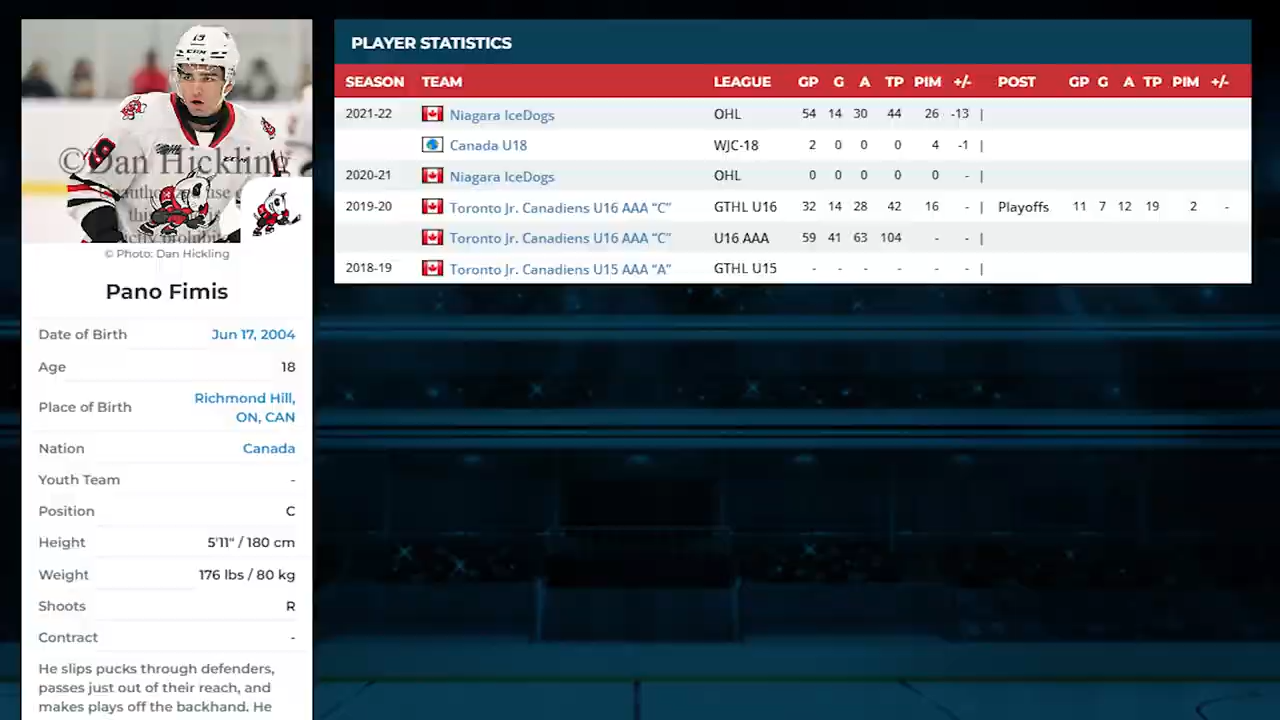 ©Dan Hickling
© Photo: Dan Hickling
Pano Fimis
Date of Birth Jun 17, 2004
Age 18
Place of Birth Richmond Hill,
ON, CAN
Nation Canada
Youth Team -
Position C
Height 5'11" / 180 cm
Weight 176 lbs / 80 kg
Shoots R
Contract -
He slips pucks through defenders,
passes just out of their reach, and
makes plays off the backhand. He
PLAYER STATISTICS
SEASON TEAM LEAGUE GP G A TP PIM +/- POST GP G A TP PIM +/-
2021-22 Niagara IceDogs OHL 54 14 30 44 26 -13 |
Canada U18 WJC-18 2 0 0 0 4 -1 |
2020-21 Niagara IceDogs OHL 0 0 0 0 0 - |
2019-20 Toronto Jr. Canadiens U16 AAA “C” GTHL U16 32 14 28 42 16 - | Playoffs 11 7 12 19 2 -
Toronto Jr. Canadiens U16 AAA “C” U16 AAA 59 41 63 104 - - |
2018-19 Toronto Jr. Canadiens U15 AAA “A” GTHL U15 - - - - - - |